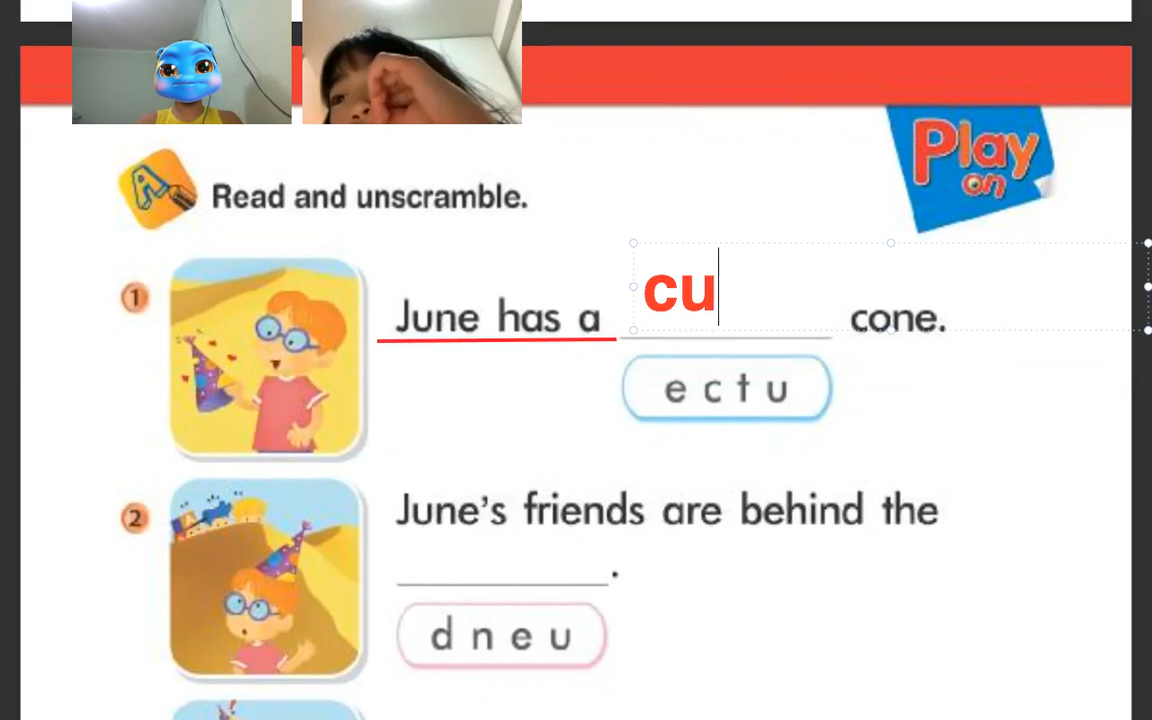 Play
on
Read and unscramble.
1
June has a cu cone.
e c t u
2
June's friends are behind the
.
d n e u